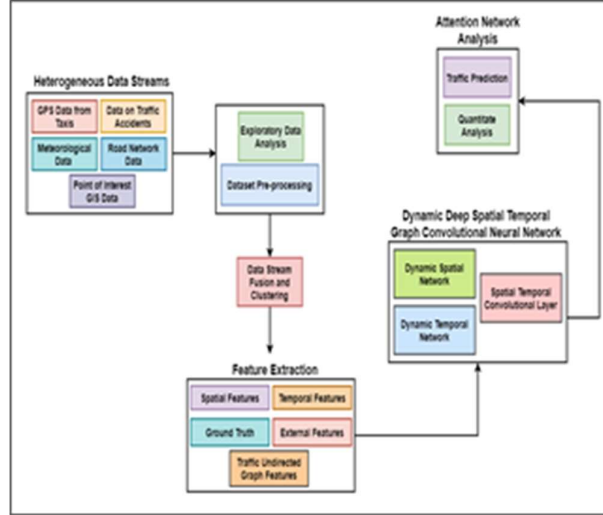 Attention Network
Analysis
Traffic Prediction
Quantitate
Analysis
Heterogeneous Data Streams
GPS Data from
Taxis
Data on Traffic
Accidents
Meteorological
Data
Road Network
Data
Point of Interest
GIS Data
Exploratory Data
Analysis
Dataset Pre-processing
Data Stream
Fusion and
Clustering
Dynamic Deep Spatial Temporal
Graph Convolutional Neural Network
Dynamic Spatial
Network
Spatial Temporal
Convolutional Layer
Dynamic Temporal
Network
Feature Extraction
Spatial Features
Temporal Features
Ground Truth
External Features
Traffic Undirected
Graph Features